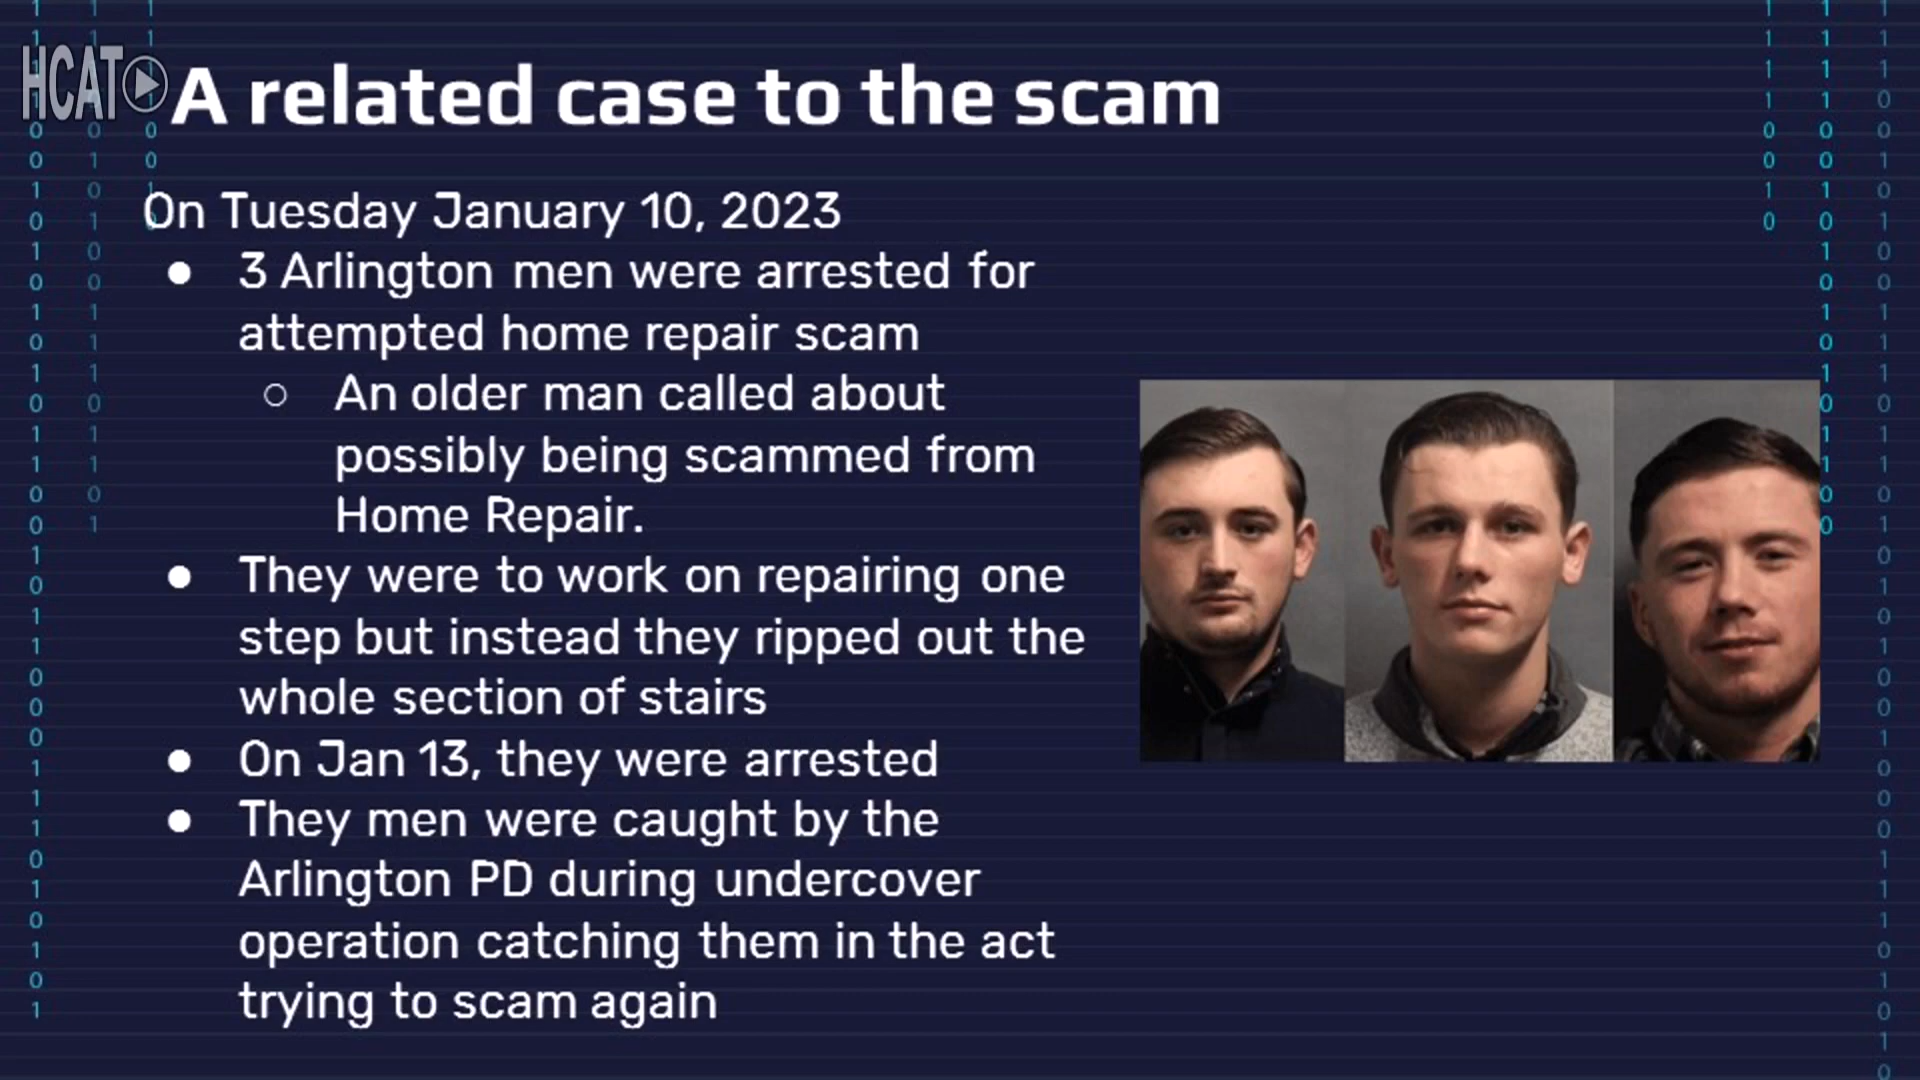 HCAT
A related case to the scam
On Tuesday January 10, 2023
● 3 Arlington men were arrested for
attempted home repair scam
○ An older man called about
possibly being scammed from
Home Repair.
● They were to work on repairing one
step but instead they ripped out the
whole section of stairs
● On Jan 13, they were arrested
● They men were caught by the
Arlington PD during undercover
operation catching them in the act
trying to scam again